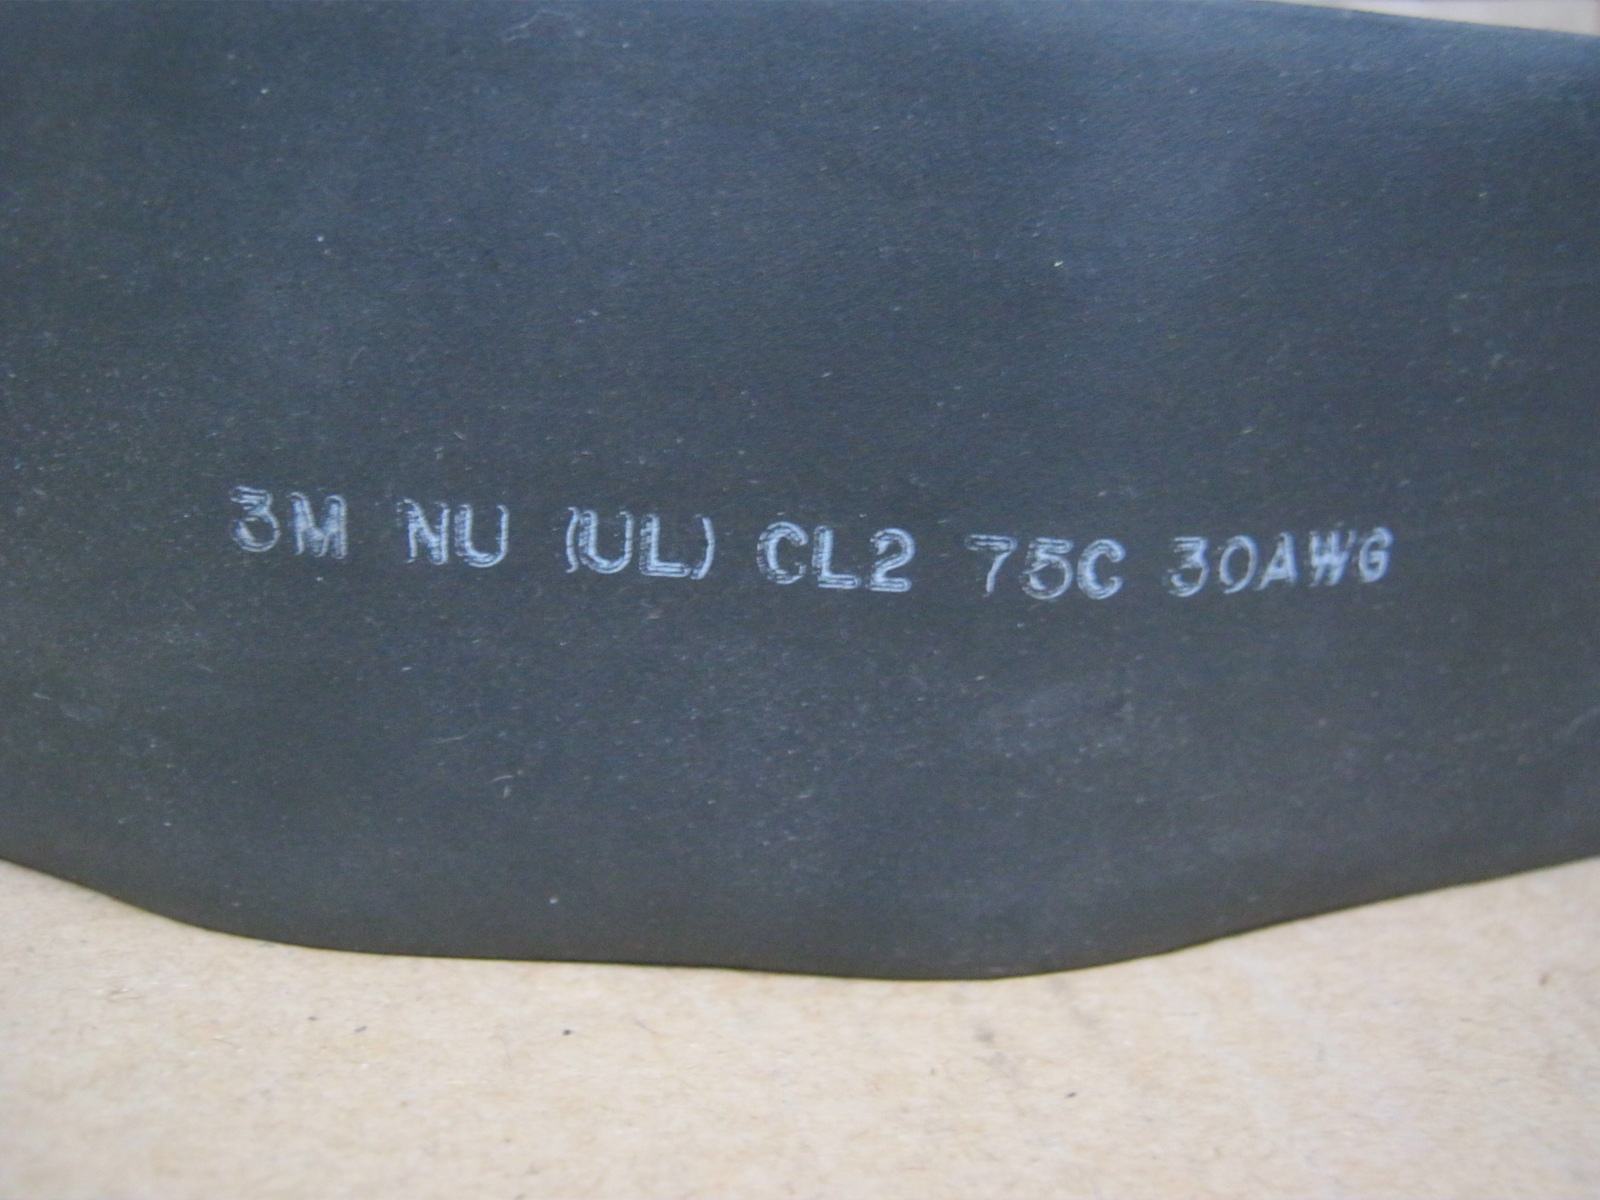 3M NU (UL) CL2 75C 30AWG